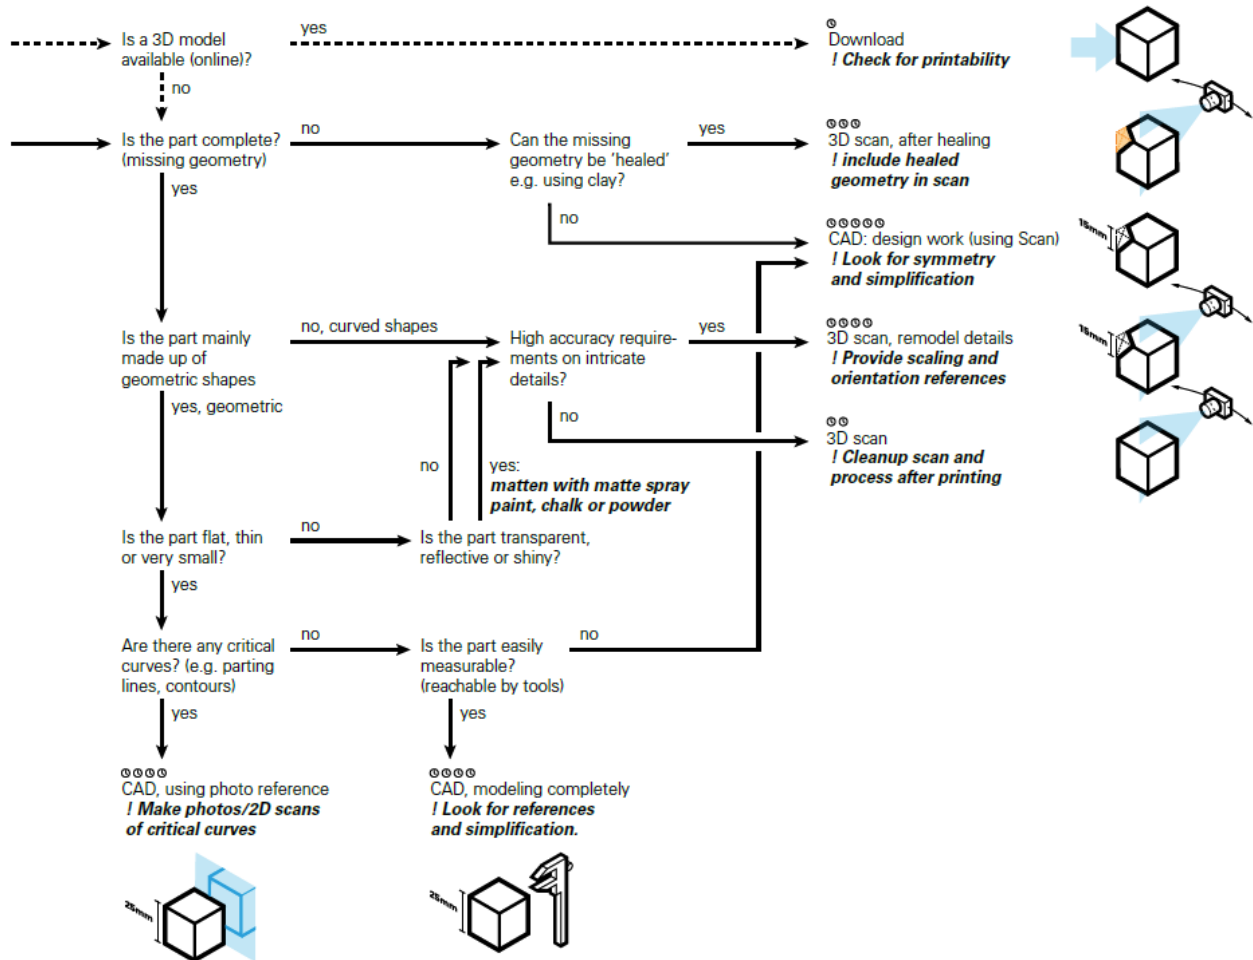 Is a 3D model
available (online)?
yes
Download
! Check for printability
no
Is the part complete?
(missing geometry)
no
Can the missing
geometry be 'healed'
e.g. using clay?
yes
3D scan, after healing
! include healed
geometry in scan
yes
no
CAD: design work (using Scan)
! Look for symmetry
and simplification
15mm
Is the part mainly
made up of
geometric shapes
no, curved shapes
High accuracy require-
ments on intricate
details?
yes
3D scan, remodel details
! Provide scaling and
orientation references
15mm
yes, geometric
no
3D scan
! Cleanup scan and
process after printing
no
yes:
matten with matte spray
paint, chalk or powder
Is the part flat, thin
or very small?
no
Is the part transparent,
reflective or shiny?
yes
Are there any critical
curves? (e.g. parting
lines, contours)
no
Is the part easily
measurable?
(reachable by tools)
no
yes
yes
CAD, using photo reference
! Make photos/2D scans
of critical curves
CAD, modeling completely
! Look for references
and simplification.
25mm
25mm